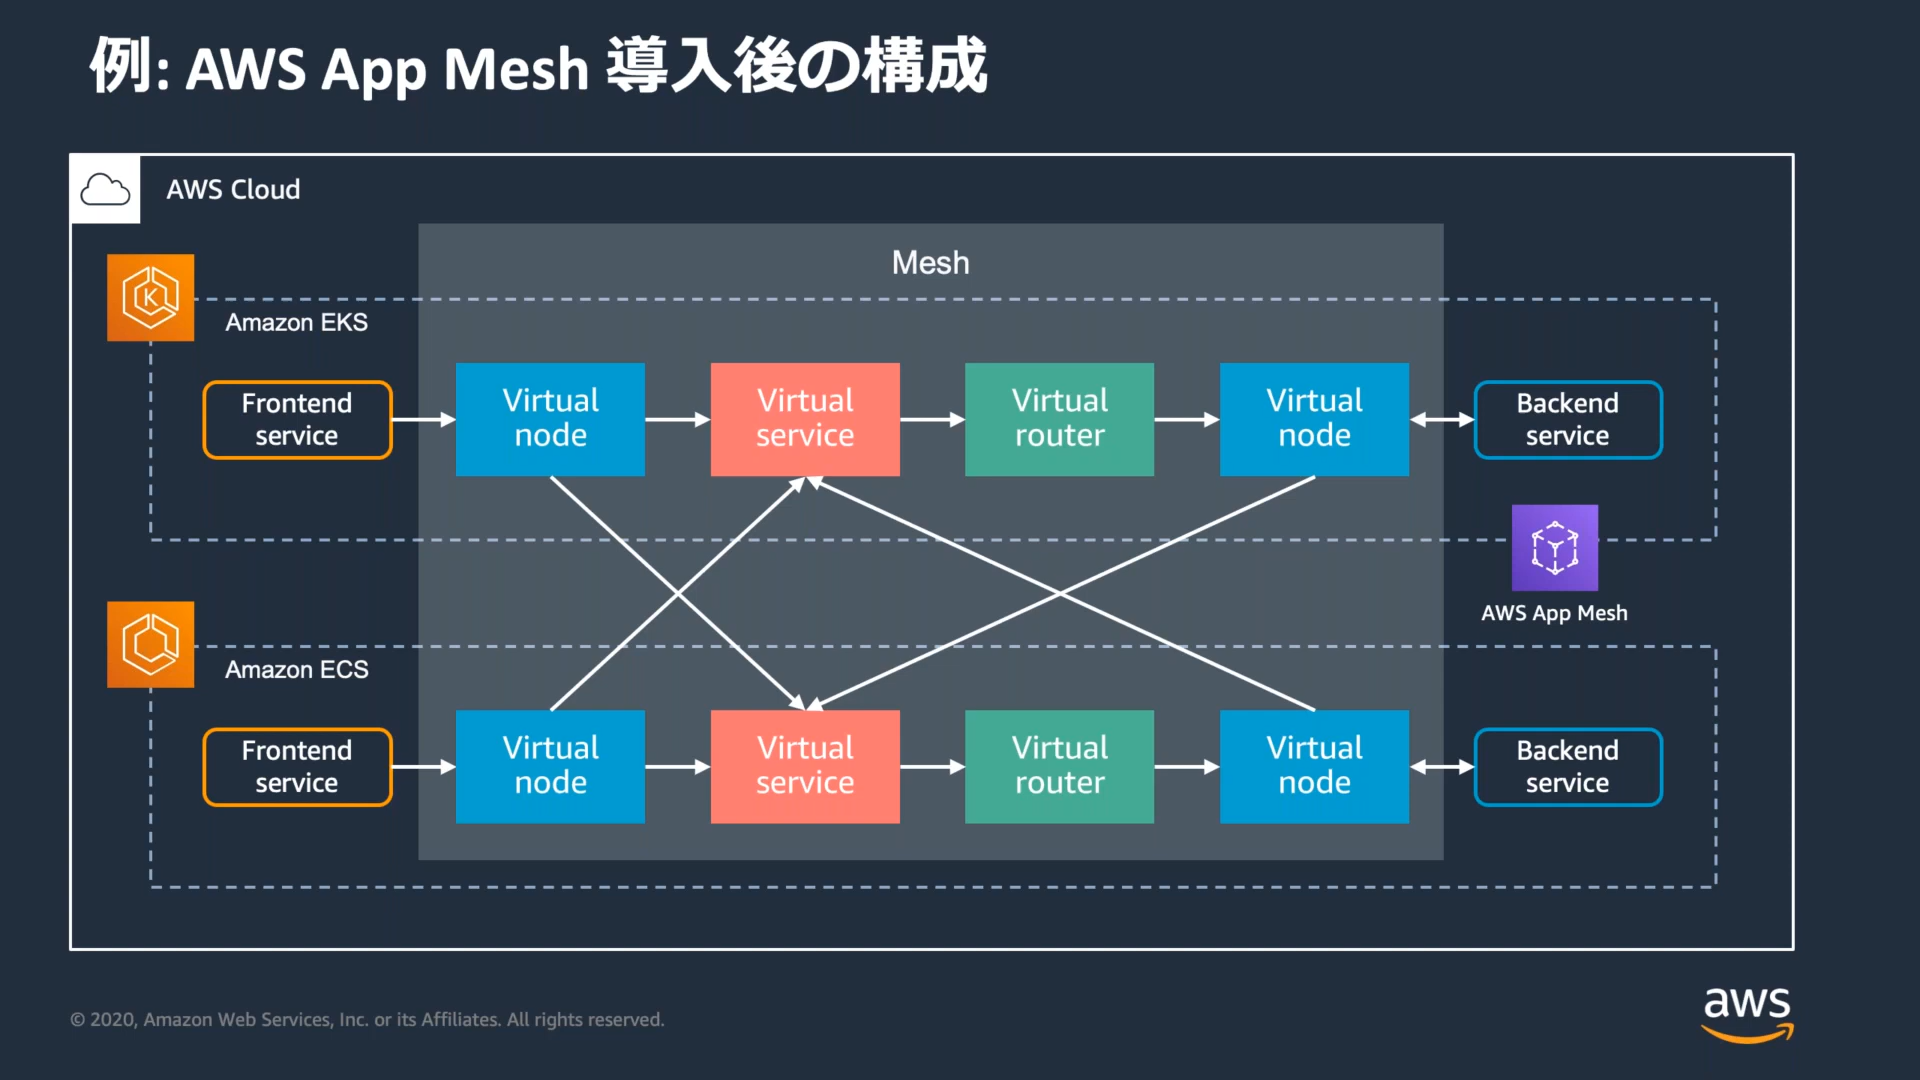 例: AWS App Mesh 導入後の構成
AWS Cloud
Mesh
K
Amazon EKS
Frontend
service
Virtual
node
Virtual
service
Virtual
router
Virtual
node
Backend
service
AWS App Mesh
Amazon ECS
Frontend
service
Virtual
node
Virtual
service
Virtual
router
Virtual
node
Backend
service
© 2020, Amazon Web Services, Inc. or its Affiliates. All rights reserved.
aws